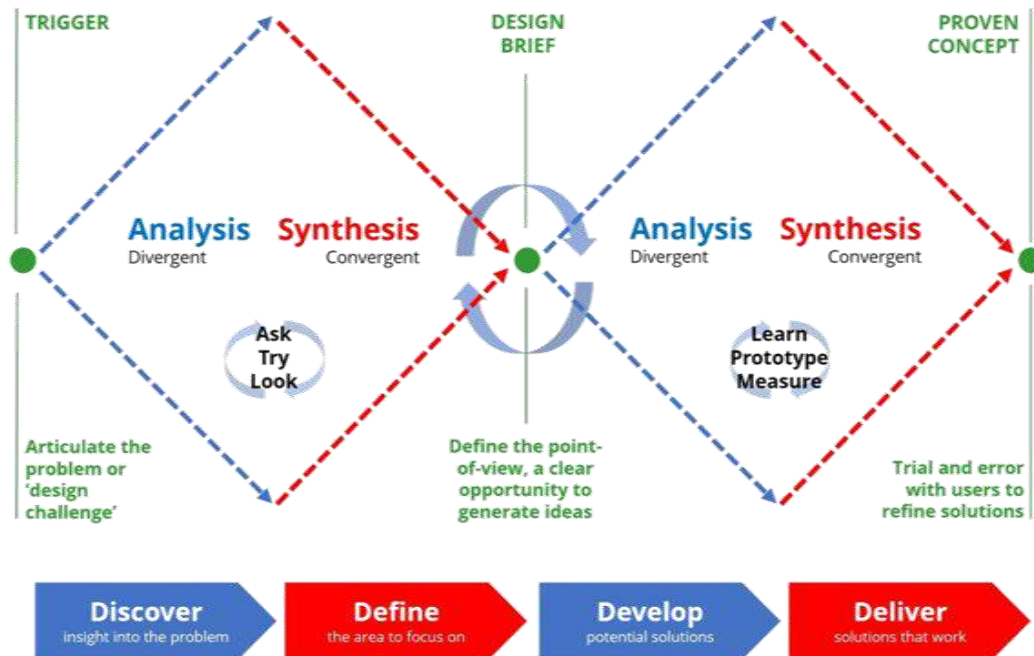 TRIGGER
DESIGN
BRIEF
PROVEN
CONCEPT
Analysis
Divergent
Synthesis
Convergent
Analysis
Divergent
Synthesis
Convergent
Ask
Try
Look
Learn
Prototype
Measure
Articulate the
problem or
‘design
challenge’
Define the point-
of-view, a clear
opportunity to
generate ideas
Trial and error
with users to
refine solutions
Discover
insight into the problem
Define
the area to focus on
Develop
potential solutions
Deliver
solutions that work